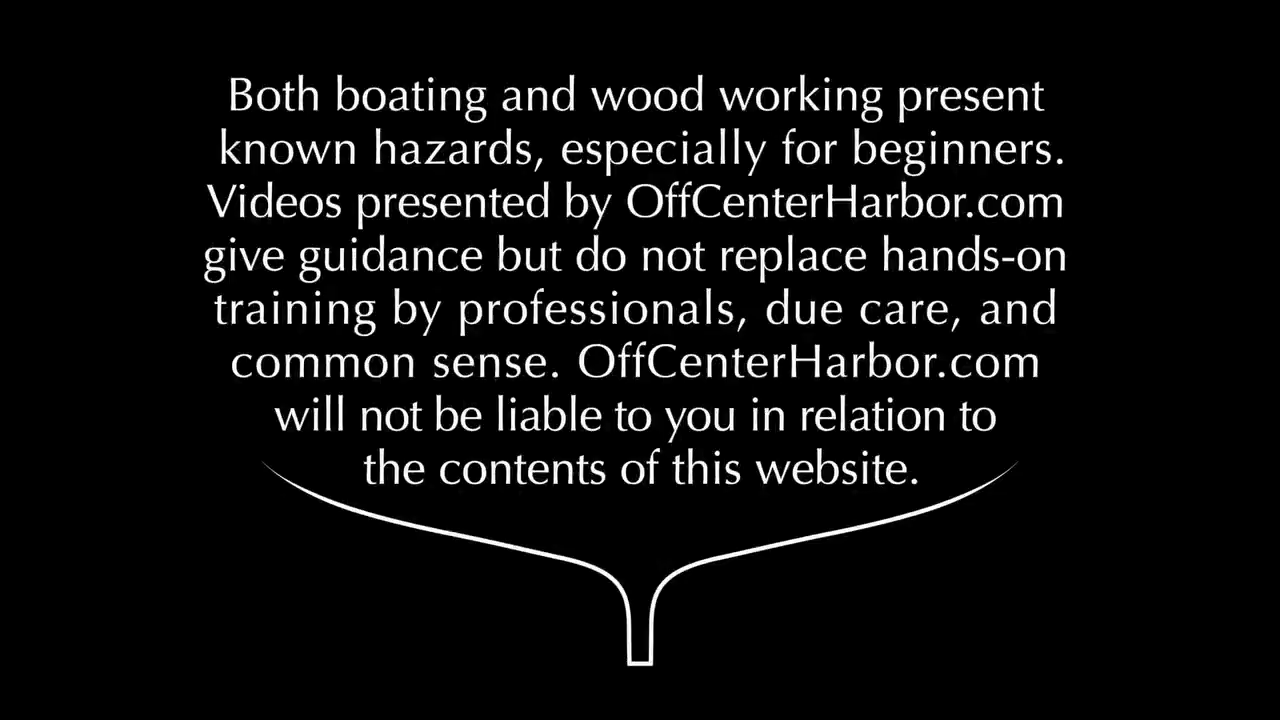 Both boating and wood working present
known hazards, especially for beginners.
Videos presented by OffCenterHarbor.com
give guidance but do not replace hands-on
training by professionals, due care, and
common sense. OffCenterHarbor.com
will not be liable to you in relation to
the contents of this website.